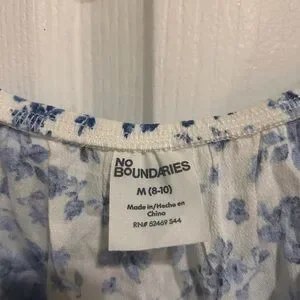 NO
BOUNDARIES
M (8-10)
Made in/Hecho en
China
RN# 52469 544